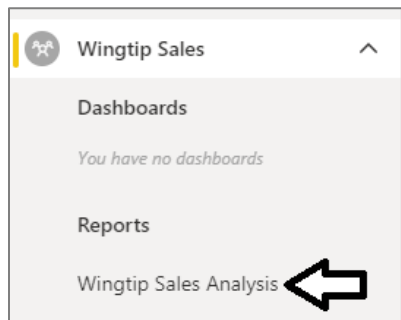 Wingtip Sales
Dashboards
You have no dashboards
Reports
Wingtip Sales Analysis